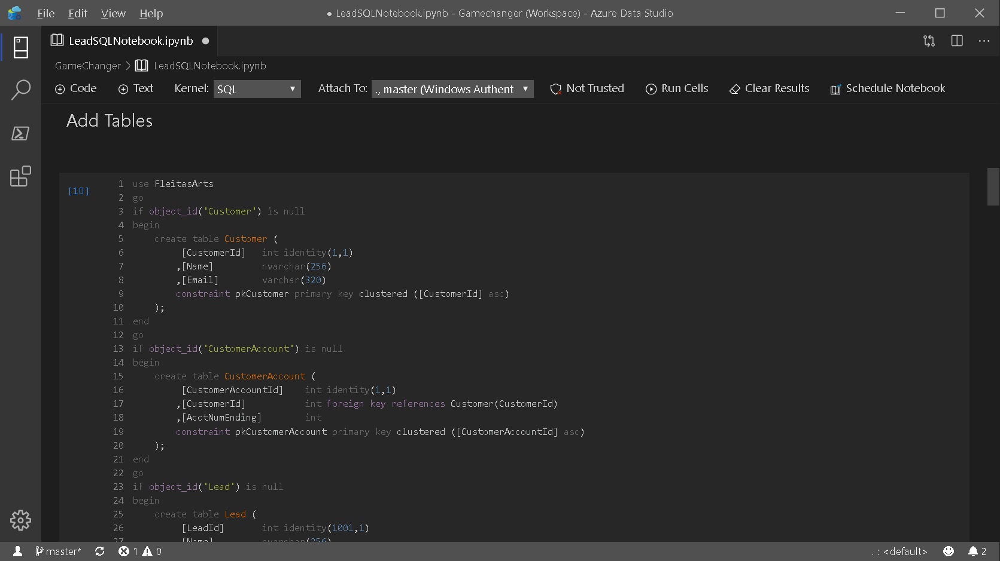 File Edit View Help ● LeadSQLNotebook.ipynb - Gamechanger (Workspace) - Azure Data Studio
LeadSQLNotebook.ipynb ●
GameChanger > LeadSQLNotebook.ipynb
Code Text Kernel: SQL Attach To: ., master (Windows Authent Not Trusted Run Cells Clear Results Schedule Notebook
Add Tables
[10]
1 use FleitasArts
2 go
3 if object_id('Customer') is null
4 begin
5 create table Customer (
6 [CustomerId] int identity(1,1)
7 ,[Name] nvarchar(256)
8 ,[Email] varchar(320)
9 constraint pkCustomer primary key clustered ([CustomerId] asc)
10 );
11 end
12 go
13 if object_id('CustomerAccount') is null
14 begin
15 create table CustomerAccount (
16 [CustomerAccountId] int identity(1,1)
17 ,[CustomerId] int foreign key references Customer(CustomerId)
18 ,[AcctNumEnding] int
19 constraint pkCustomerAccount primary key clustered ([CustomerAccountId] asc)
20 );
21 end
22 go
23 if object_id('Lead') is null
24 begin
25 create table Lead (
26 [LeadId] int identity(1001,1)
27 ,[Name] nvarchar(256)
master* 1 0 . : <default> 2